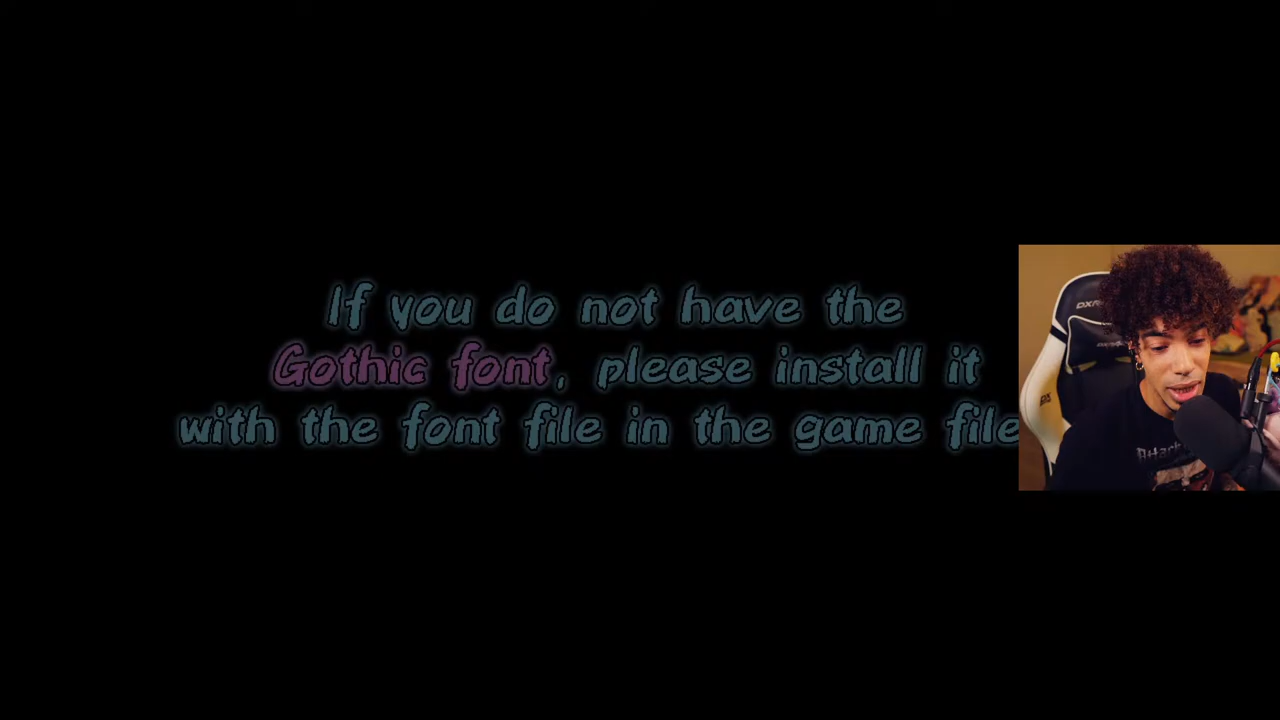 If you do not have the
Gothic font, please install it
with the font file in the game file
DX